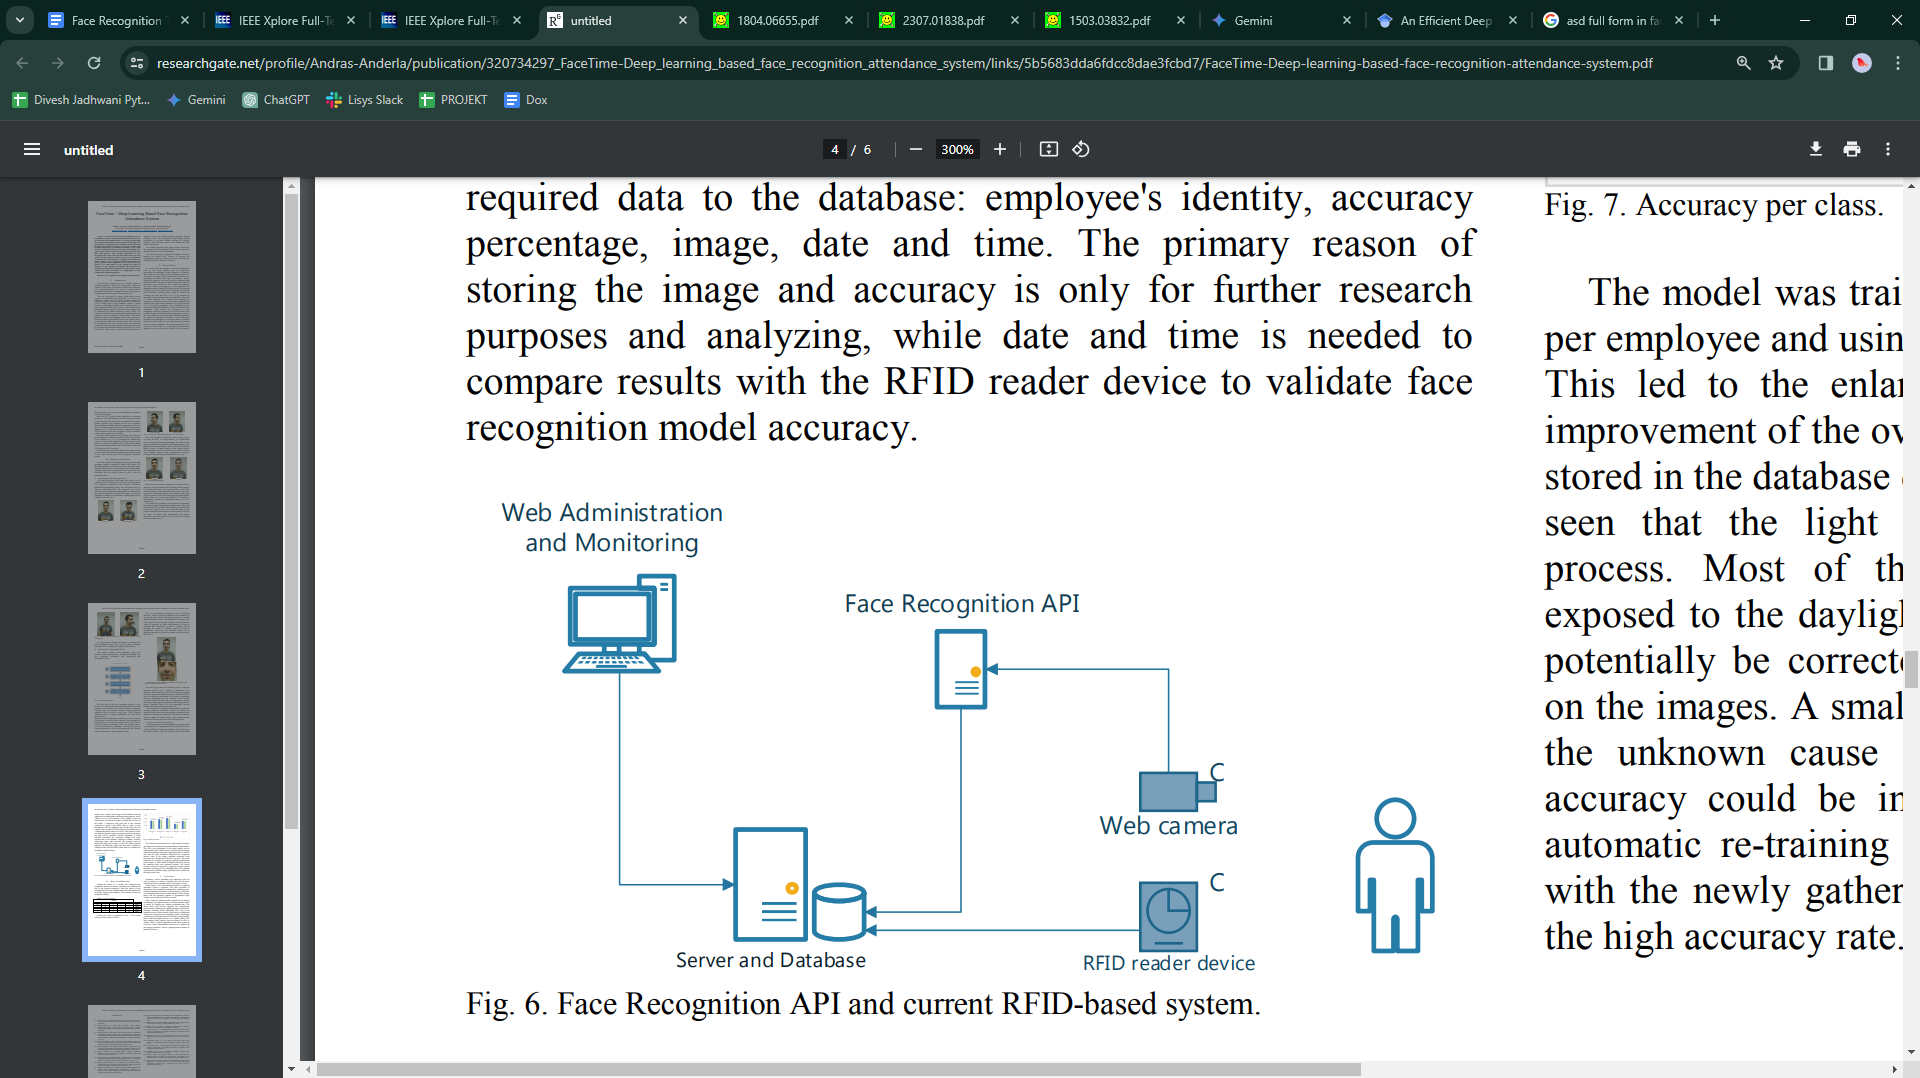 Face Recognition
IEEE Xplore Full-Te
IEEE Xplore Full-Te
untitled
1804.06655.pdf
2307.01838.pdf
1503.03832.pdf
Gemini
An Efficient Deep
asd full form in fa
researchgate.net/profile/Andras-Anderla/publication/320734297_FaceTime-Deep_learning_based_face_recognition_attendance_system/links/5b5683dda6fdcc8dae3fcbd7/FaceTime-Deep-learning-based-face-recognition-attendance-system.pdf
Divesh Jadhwani Pyt...
Gemini
ChatGPT
Lisys Slack
PROJEKT
Dox
untitled
4 / 6
300%
1
2
3
4
required data to the database: employee's identity, accuracy
percentage, image, date and time. The primary reason of
storing the image and accuracy is only for further research
purposes and analyzing, while date and time is needed to
compare results with the RFID reader device to validate face
recognition model accuracy.
Web Administration
and Monitoring
Face Recognition API
C
Web camera
C
RFID reader device
Server and Database
Fig. 6. Face Recognition API and current RFID-based system.
Fig. 7. Accuracy per class.
The model was trai
per employee and usin
This led to the enlar
improvement of the ov
stored in the database
seen that the light
process. Most of th
exposed to the dayligh
potentially be correcte
on the images. A smal
the unknown cause
accuracy could be in
automatic re-training
with the newly gather
the high accuracy rate.